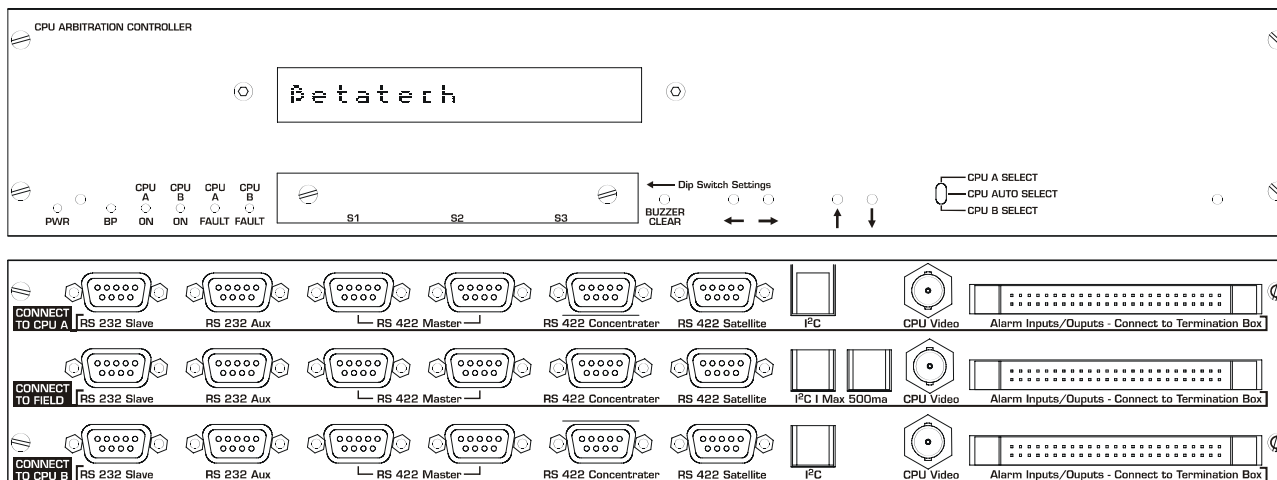 CPU ARBITRATION CONTROLLER
βetatech
Dip Switch Settings
CPU A ON
CPU B ON
CPU A FAULT
CPU B FAULT
PWR
BP
S1 S2 S3
BUZZER CLEAR
CPU A SELECT
CPU AUTO SELECT
CPU B SELECT
CONNECT TO CPU A
RS 232 Slave RS 232 Aux RS 422 Master RS 422 Concentrater RS 422 Satellite I²C CPU Video Alarm Inputs/Ouputs - Connect to Termination Box
CONNECT TO FIELD
RS 232 Slave RS 232 Aux RS 422 Master RS 422 Concentrater RS 422 Satellite I²C I Max 500ma CPU Video Alarm Inputs/Ouputs - Connect to Termination Box
CONNECT TO CPU B
RS 232 Slave RS 232 Aux RS 422 Master RS 422 Concentrater RS 422 Satellite I²C CPU Video Alarm Inputs/Ouputs - Connect to Termination Box